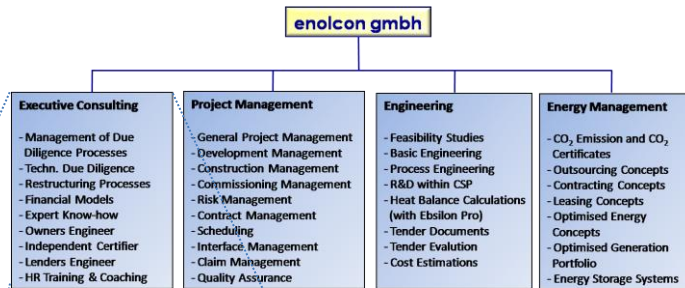 enolcon gmbh
Executive Consulting
- Management of Due
Diligence Processes
- Techn. Due Diligence
- Restructuring Processes
- Financial Models
- Expert Know-how
- Owners Engineer
- Independent Certifier
- Lenders Engineer
- HR Training & Coaching
Project Management
- General Project Management
- Development Management
- Construction Management
- Commissioning Management
- Risk Management
- Contract Management
- Scheduling
- Interface Management
- Claim Management
- Quality Assurance
Engineering
- Feasibility Studies
- Basic Engineering
- Process Engineering
- R&D within CSP
- Heat Balance Calculations
(with Ebsilon Pro)
- Tender Documents
- Tender Evalution
- Cost Estimations
Energy Management
- CO₂ Emission and CO₂
Certificates
- Outsourcing Concepts
- Contracting Concepts
- Leasing Concepts
- Optimised Energy
Concepts
- Optimised Generation
Portfolio
- Energy Storage Systems